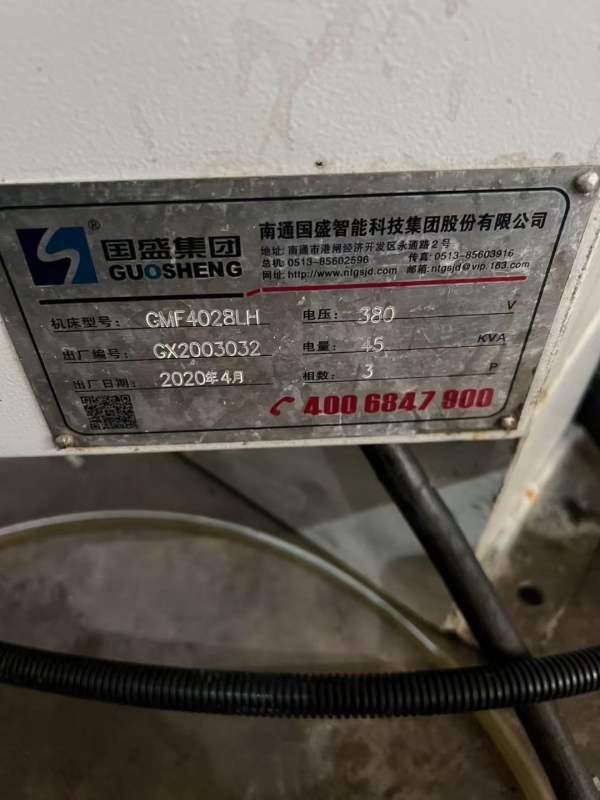 国盛集团®
GUOSHENG
南通国盛智能科技集团股份有限公司
地址: 南通市港闸经济开发区永通路2号
总机: 0513-85602596 传真: 0513-85603916
网址: http://www.ntgsjd.com 邮箱: ntgsjd@vip.163.com
机床型号: GMF4028LH 电压: 380 V
出厂编号: GX2003032 电量: 45 KVA
出厂日期: 2020年4月 相数: 3 P
400 6847 900